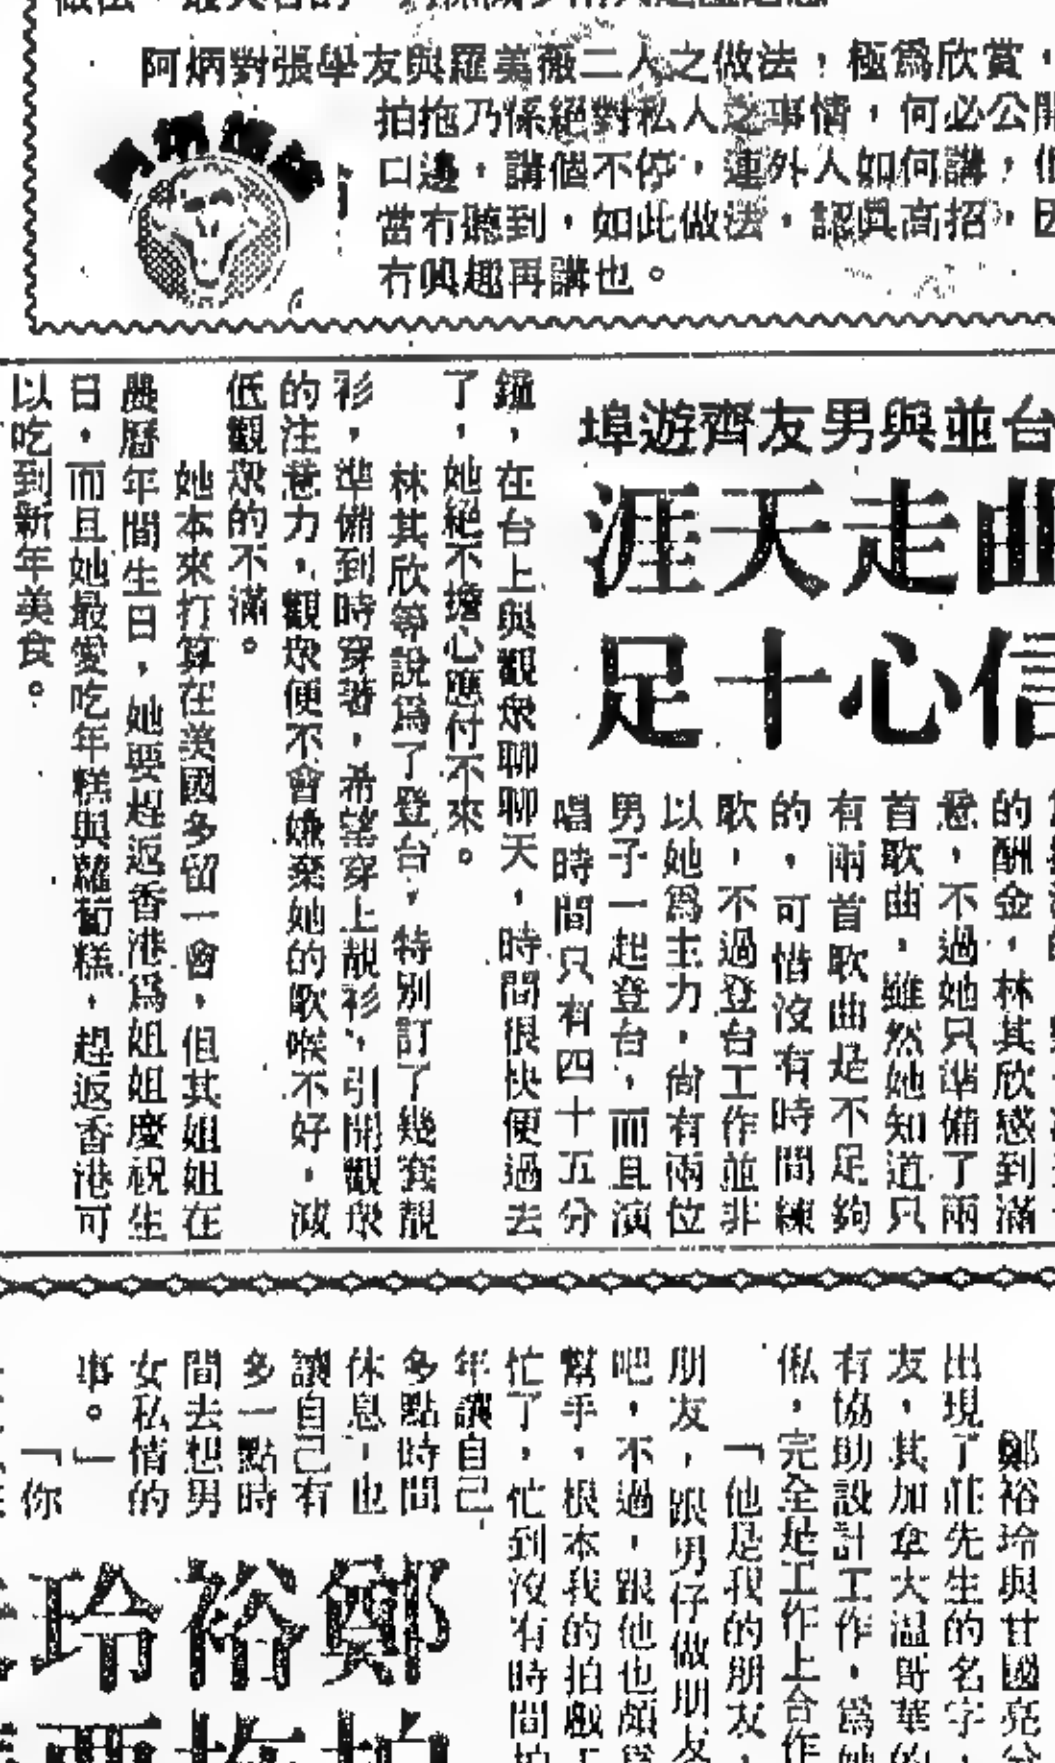 阿炳對張學友與羅美薇二人之做法，極為欣賞，
拍拖乃係絕對私人之事情，何必公開
口邊，講個不停，連外人如何講，
當冇聽到，如此做法，認真高招，因
冇興趣再講也。
埠遊齊友男與並台
涯天走曲
足十心信
的酬金，林其欣感到滿
意，不過她只準備了兩
首歌曲，雖然她知道只
有兩首歌曲是不足夠
的，可惜沒有時間練
歌，不過登台工作並非
以她為主力，尚有兩位
男子一起登台，而且演
唱時間只有四十五分
鐘，在台上與觀眾聊聊天，時間很快便過去
了，她絕不擔心應付不來。
林其欣等說為了登台，特別訂了幾套靚
衫，準備到時穿著，希望穿上靚衫，引開觀眾
的注意力，觀眾便不會嫌棄她的歌喉不好，減
低觀眾的不滿。
她本來打算在美國多留一會，但其姐姐在
農曆年間生日，她要趕返香港為姐姐慶祝生
日，而且她最愛吃年糕與蘿蔔糕，趕返香港可
以吃到新年美食。
鄭裕玲與甘國亮分
出現了莊先生的名字
友，其加拿大溫哥華的
有協助設計工作，為她
私，完全是工作上合作
「他是我的朋友，
朋友，跟男仔做朋友
吧，不過，跟他也頗為
幫手，根本我的拍戲工
忙了，忙到沒有時間拍
年讓自己
多點時間
休息，也
讓自己有
多一點時
間去想男
女私情的
事。」
「你
鄭裕玲